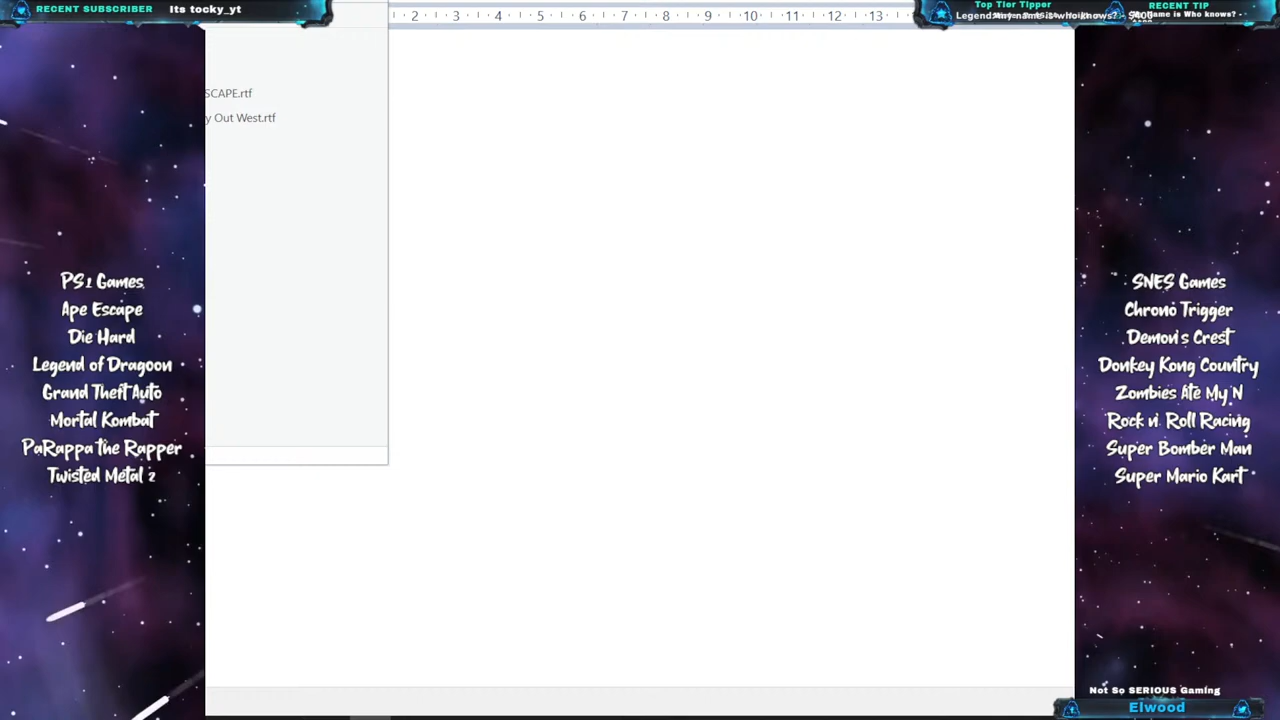 RECENT SUBSCRIBER Its tocky_yt
2 3 4 5 6 7 8 9 10 11 12 13
Top Tier Tipper
RECENT TIP
SCAPE.rtf
y Out West.rtf
PS1 Games
Ape Escape
Die Hard
Legend of Dragoon
Grand Theft Auto
Mortal Kombat
PaRappa the Rapper
Twisted Metal 2
SNES Games
Chrono Trigger
Demon's Crest
Donkey Kong Country
Zombies Ate My N
Rock n' Roll Racing
Super Bomber Man
Super Mario Kart
Not So SERIOUS Gaming
Elwood